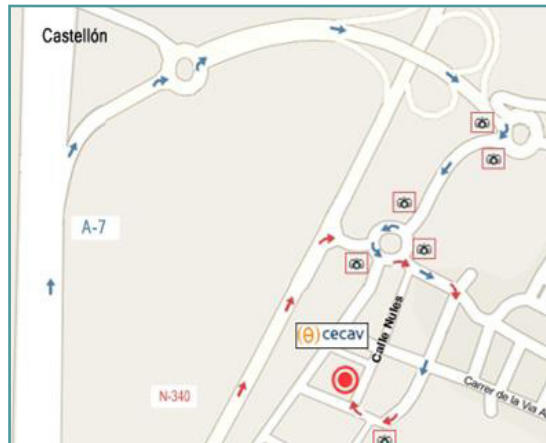 Castellón
A-7
(θ) cecav
Calle Nules
N-340
Carrer de la Via A